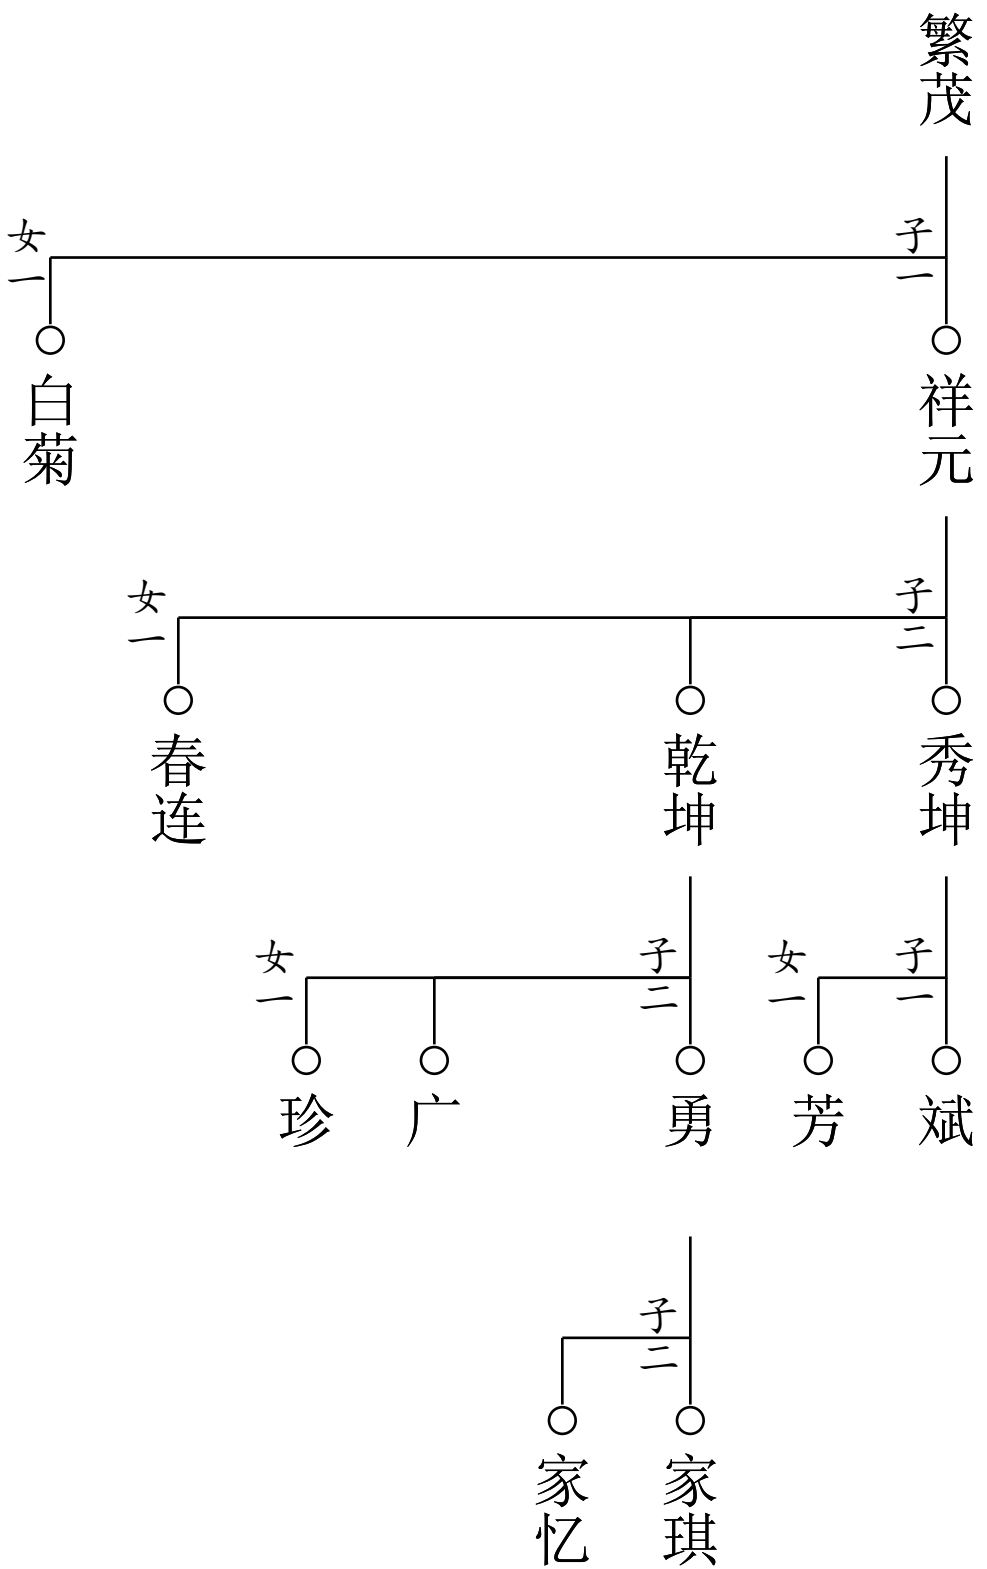 繁茂
子一
祥元
女一
白菊
子二
秀坤
乾坤
女一
春连
子一
斌
女一
芳
子二
勇
广
女一
珍
子二
家琪
家忆